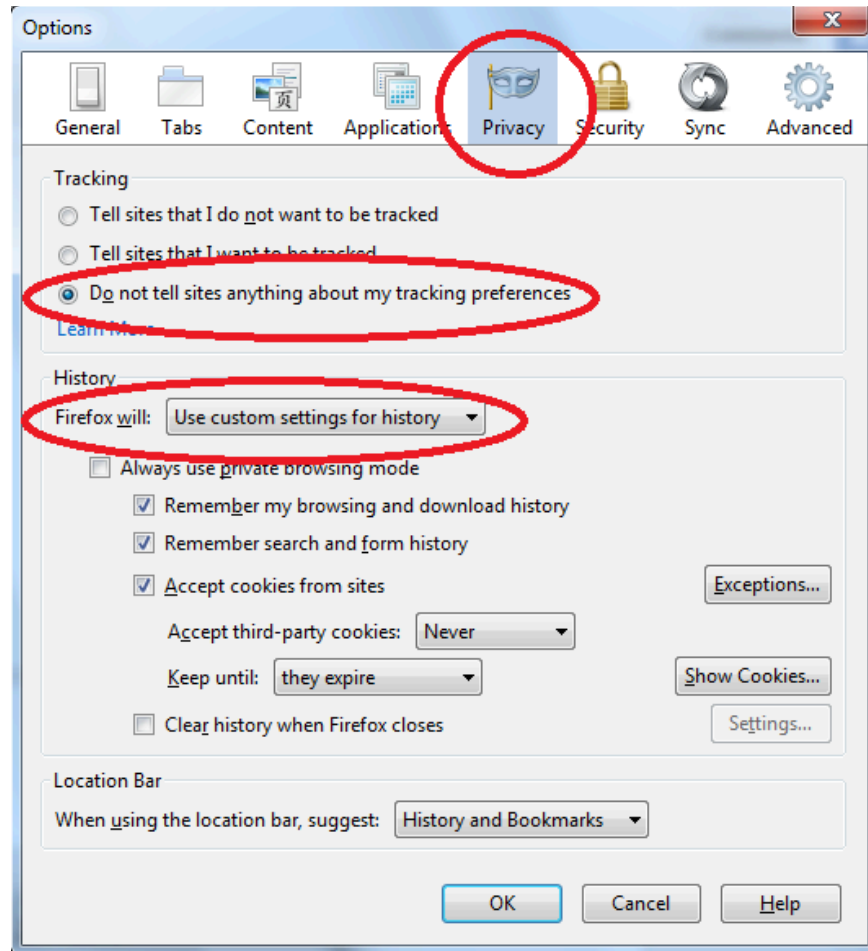 Options
General Tabs Content Applications Privacy Security Sync Advanced
页
Tracking
Tell sites that I do not want to be tracked
Tell sites that I want to be tracked
Do not tell sites anything about my tracking preferences
Learn More
History
Firefox will: Use custom settings for history
Always use private browsing mode
Remember my browsing and download history
Remember search and form history
Accept cookies from sites Exceptions...
Accept third-party cookies: Never
Keep until: they expire Show Cookies...
Clear history when Firefox closes Settings...
Location Bar
When using the location bar, suggest: History and Bookmarks
OK Cancel Help